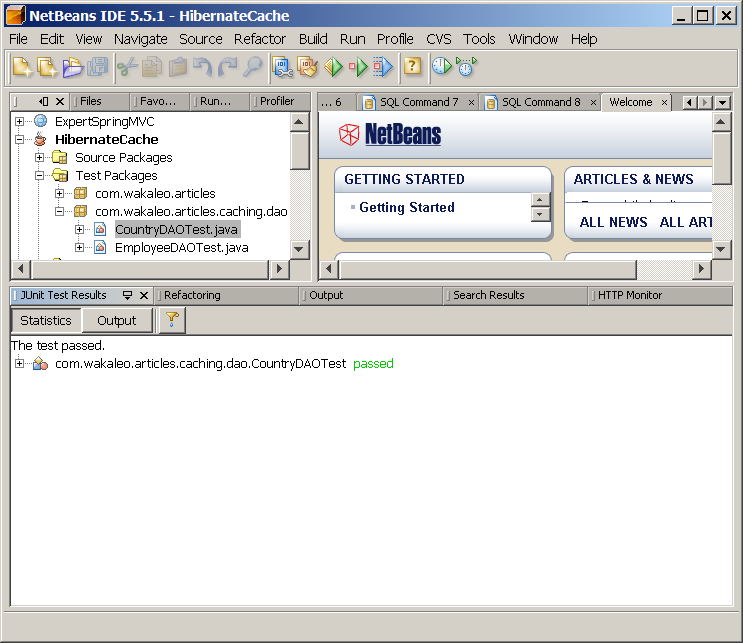 NetBeans IDE 5.5.1 - HibernateCache
File Edit View Navigate Source Refactor Build Run Profile CVS Tools Window Help
Files Favo... Run... Profiler
... 6 SQL Command 7 SQL Command 8 Welcome
ExpertSpringMVC
HibernateCache
Source Packages
Test Packages
com.wakaleo.articles
com.wakaleo.articles.caching.dao
CountryDAOTest.java
EmployeeDAOTest.java
NetBeans
GETTING STARTED
Getting Started
ARTICLES & NEWS
ALL NEWS ALL ART
JUnit Test Results Refactoring Output Search Results HTTP Monitor
Statistics Output
The test passed.
com.wakaleo.articles.caching.dao.CountryDAOTest passed